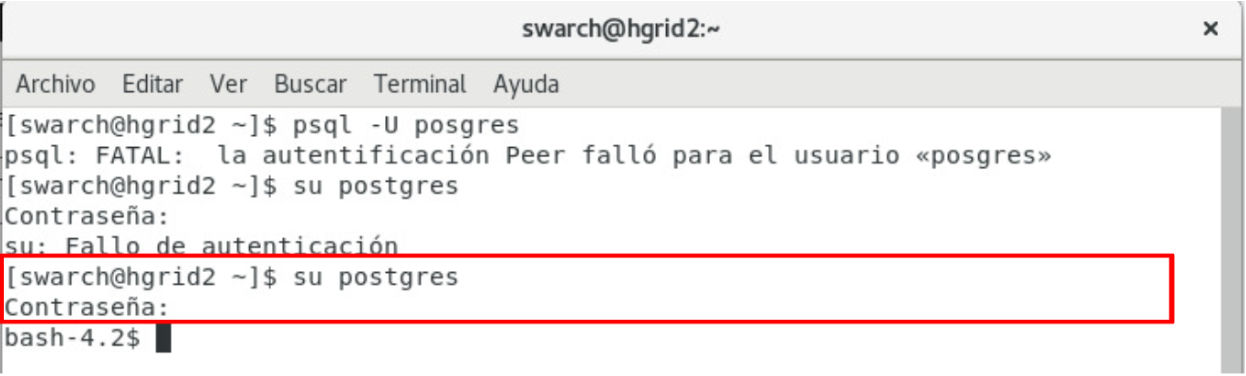 swarch@hgrid2:~ ×
Archivo Editar Ver Buscar Terminal Ayuda
[swarch@hgrid2 ~]$ psql -U posgres
psql: FATAL:  la autentificación Peer falló para el usuario «posgres»
[swarch@hgrid2 ~]$ su postgres
Contraseña:
su: Fallo de autenticación
[swarch@hgrid2 ~]$ su postgres
Contraseña:
bash-4.2$